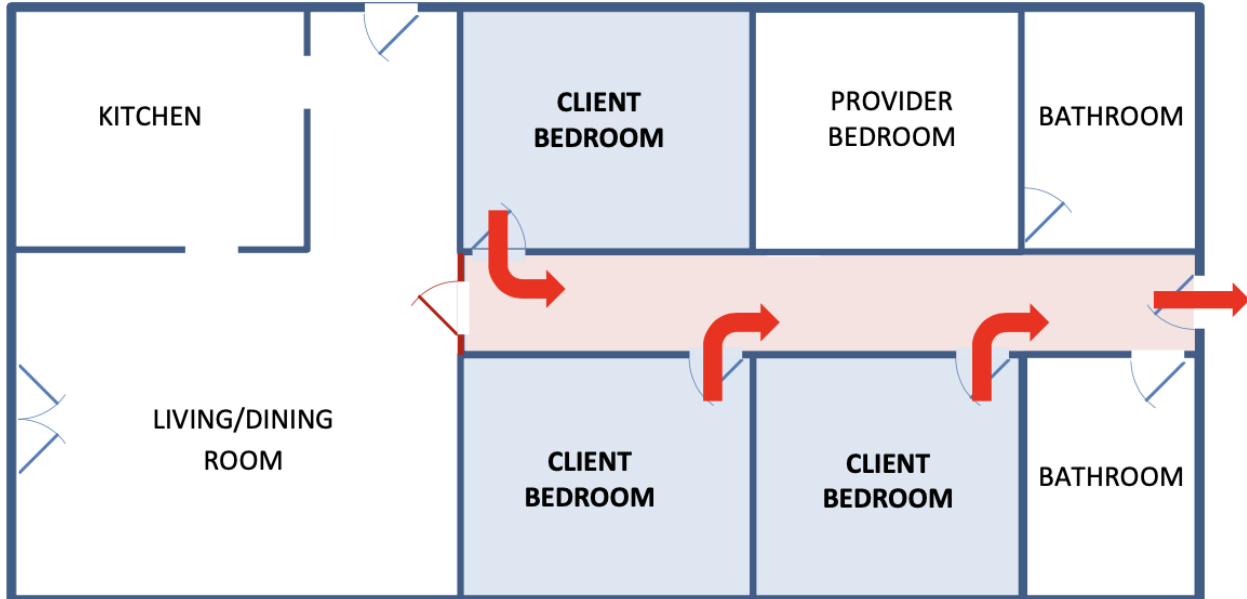 KITCHEN
CLIENT
BEDROOM
PROVIDER
BEDROOM
BATHROOM
LIVING/DINING
ROOM
CLIENT
BEDROOM
CLIENT
BEDROOM
BATHROOM